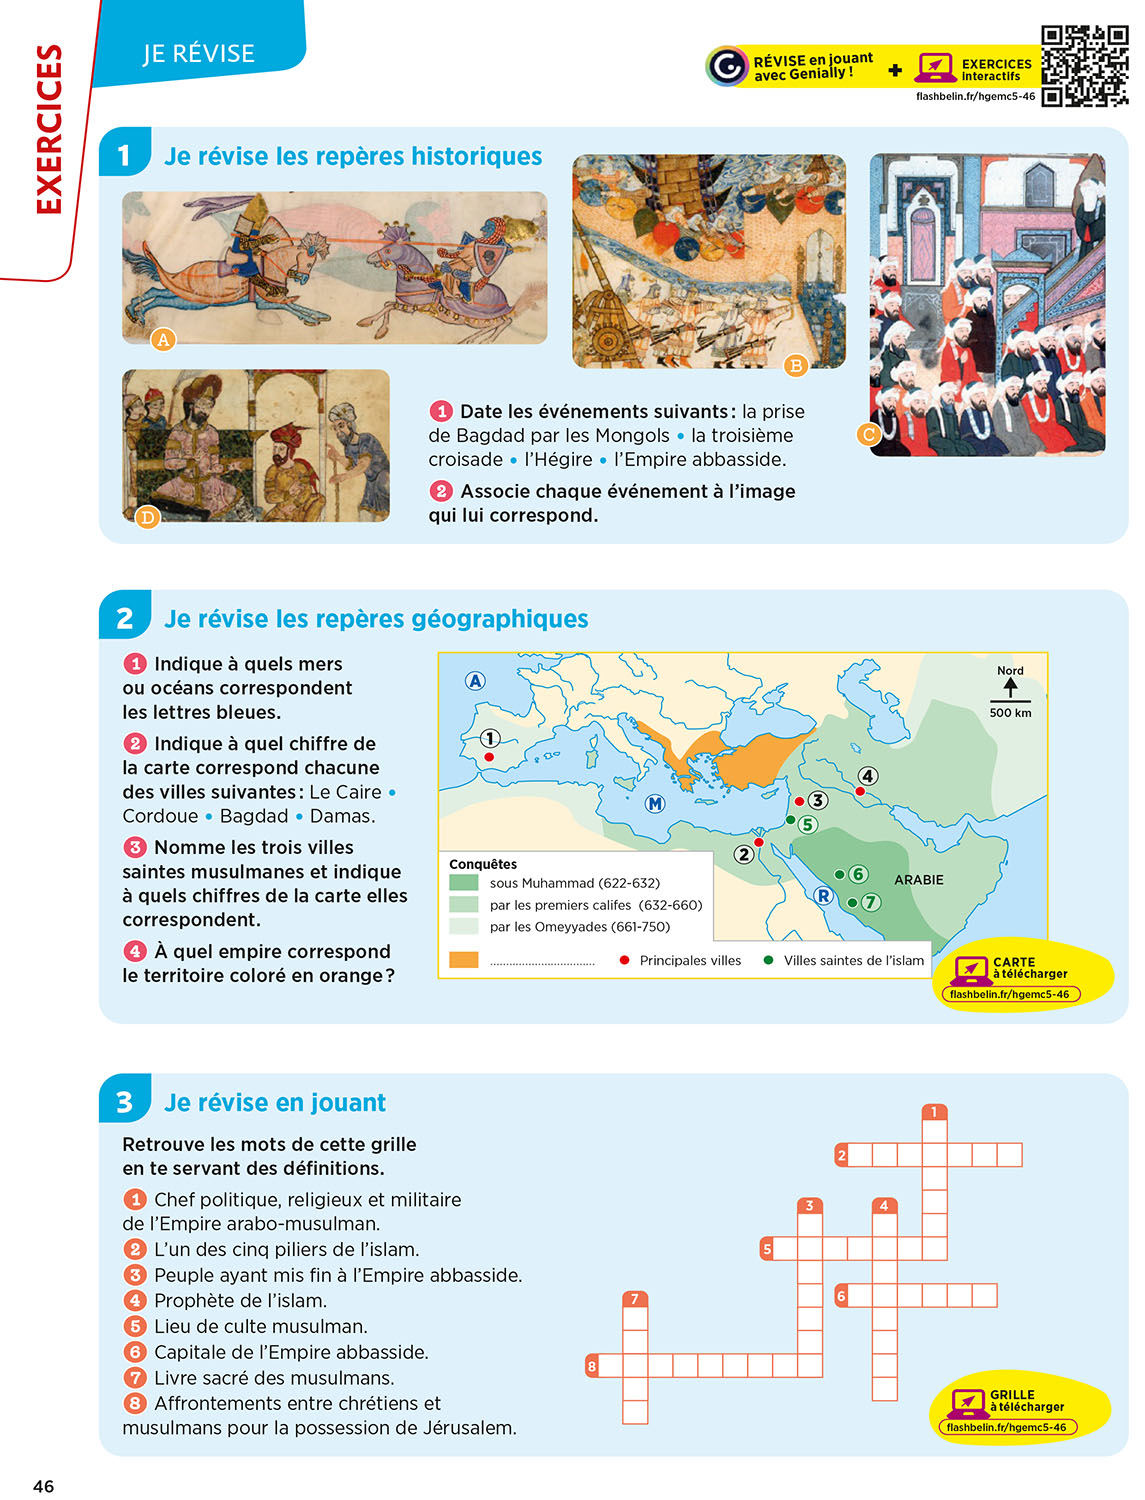 EXERCICES
JE RÉVISE
RÉVISE en jouant
avec Genially !
+
EXERCICES
interactifs
flashbelin.fr/hgemc5-46
1 Je révise les repères historiques
A
B
C
D
1 Date les événements suivants : la prise
de Bagdad par les Mongols • la troisième
croisade • l'Hégire • l'Empire abbasside.
2 Associe chaque événement à l'image
qui lui correspond.
2 Je révise les repères géographiques
1 Indique à quels mers
ou océans correspondent
les lettres bleues.
2 Indique à quel chiffre de
la carte correspond chacune
des villes suivantes : Le Caire •
Cordoue • Bagdad • Damas.
3 Nomme les trois villes
saintes musulmanes et indique
à quels chiffres de la carte elles
correspondent.
4 À quel empire correspond
le territoire coloré en orange ?
A
Nord
500 km
1
4
M
3
5
2
6
ARABIE
R
7
Conquêtes
sous Muhammad (622-632)
par les premiers califes (632-660)
par les Omeyyades (661-750)
.................................
Principales villes
Villes saintes de l'islam
CARTE
à télécharger
flashbelin.fr/hgemc5-46
3 Je révise en jouant
Retrouve les mots de cette grille
en te servant des définitions.
1 Chef politique, religieux et militaire
de l'Empire arabo-musulman.
2 L'un des cinq piliers de l'islam.
3 Peuple ayant mis fin à l'Empire abbasside.
4 Prophète de l'islam.
5 Lieu de culte musulman.
6 Capitale de l'Empire abbasside.
7 Livre sacré des musulmans.
8 Affrontements entre chrétiens et
musulmans pour la possession de Jérusalem.
1
2
3
4
5
6
7
8
GRILLE
à télécharger
flashbelin.fr/hgemc5-46
46